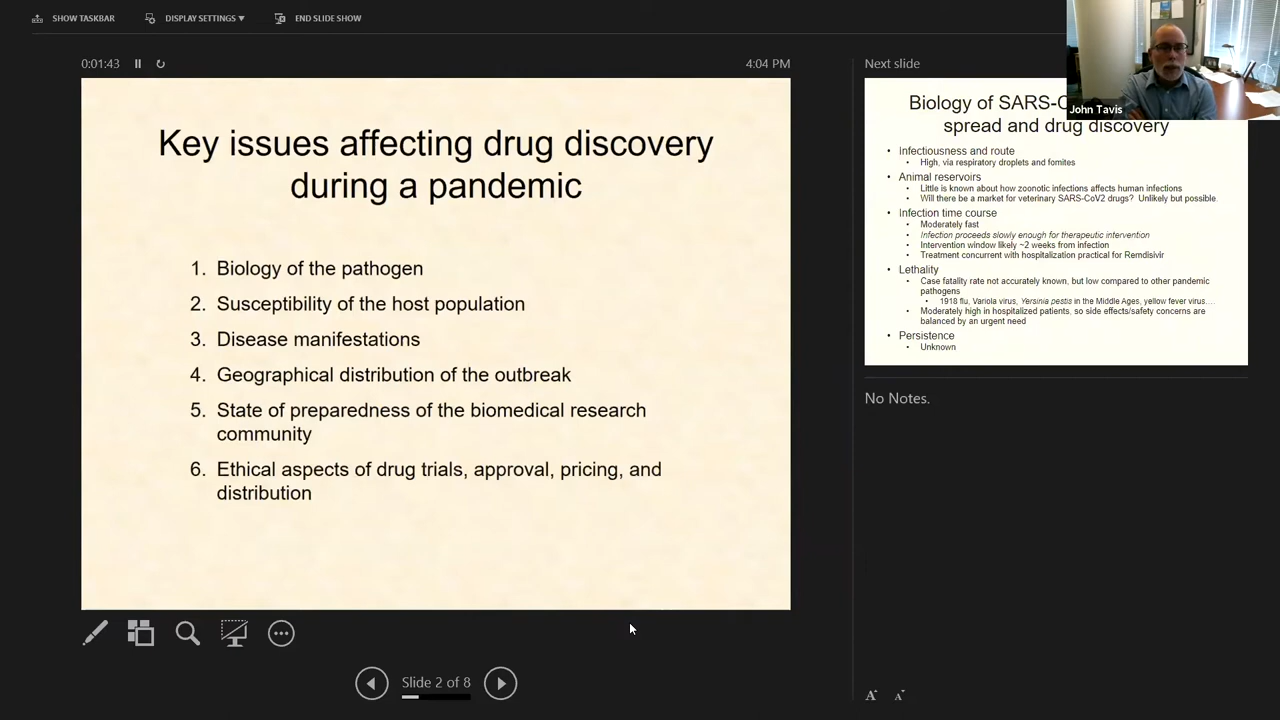 SHOW TASKBAR
DISPLAY SETTINGS ▼
END SLIDE SHOW
0:01:43
4:04 PM
Key issues affecting drug discovery
during a pandemic
1. Biology of the pathogen
2. Susceptibility of the host population
3. Disease manifestations
4. Geographical distribution of the outbreak
5. State of preparedness of the biomedical research
community
6. Ethical aspects of drug trials, approval, pricing, and
distribution
Slide 2 of 8
Next slide
John Tavis
Biology of SARS-C
spread and drug discovery
• Infectiousness and route
• High, via respiratory droplets and fomites
• Animal reservoirs
• Little is known about how zoonotic infections affects human infections
• Will there be a market for veterinary SARS-CoV2 drugs? Unlikely but possible.
• Infection time course
• Moderately fast
• Infection proceeds slowly enough for therapeutic intervention
• Intervention window likely ~2 weeks from infection
• Treatment concurrent with hospitalization practical for Remdisivir
• Lethality
• Case fatality rate not accurately known, but low compared to other pandemic
pathogens
• 1918 flu, Variola virus, Yersinia pestis in the Middle Ages, yellow fever virus....
• Moderately high in hospitalized patients, so side effects/safety concerns are
balanced by an urgent need
• Persistence
• Unknown
No Notes.
A A